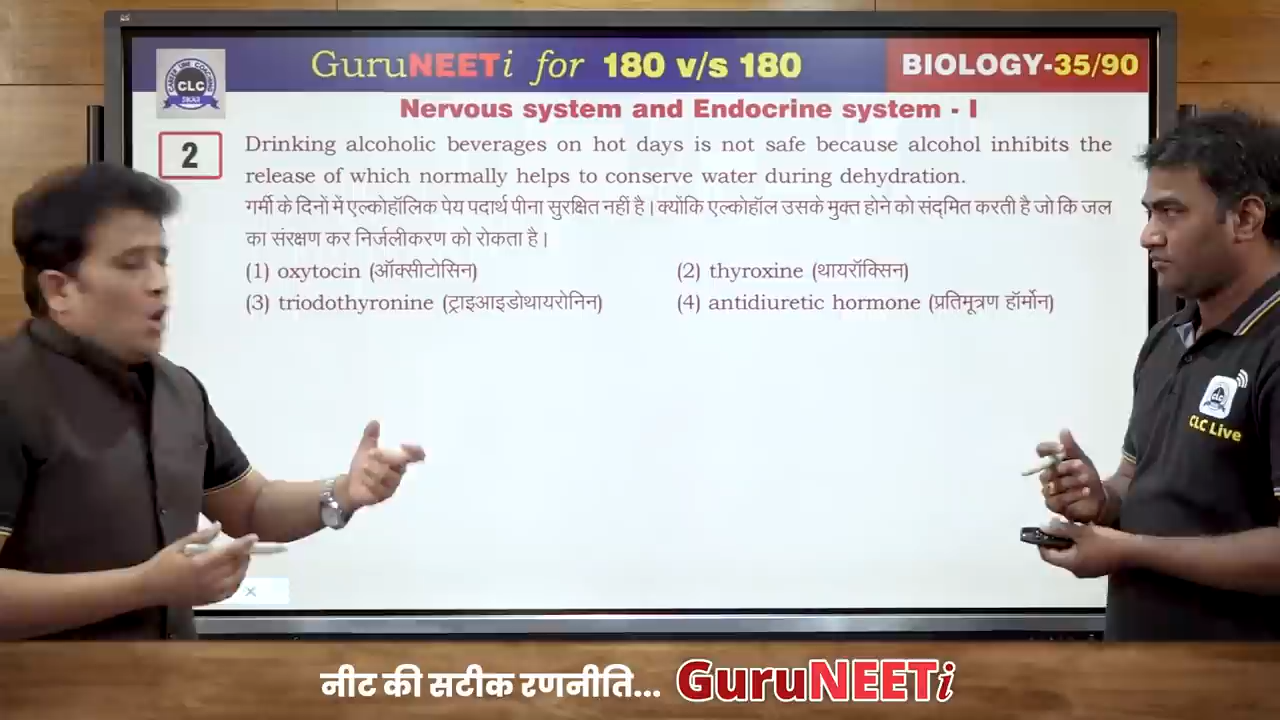 GuruNEETi for 180 v/s 180
BIOLOGY-35/90
CLC
Nervous system and Endocrine system - I
2
Drinking alcoholic beverages on hot days is not safe because alcohol inhibits the
release of which normally helps to conserve water during dehydration.
गर्मी के दिनों में एल्कोहॉलिक पेय पदार्थ पीना सुरक्षित नहीं है। क्योंकि एल्कोहॉल उसके मुक्त होने को संद्मित करती है जो कि जल
का संरक्षण कर निर्जलीकरण को रोकता है।
(1) oxytocin (ऑक्सीटोसिन)
(2) thyroxine (थायरॉक्सिन)
(3) triodothyronine (ट्राइआइडोथायरोनिन)
(4) antidiuretic hormone (प्रतिमूत्रण हॉर्मोन)
CLC
CLC Live
नीट की सटीक रणनीति... GuruNEETi